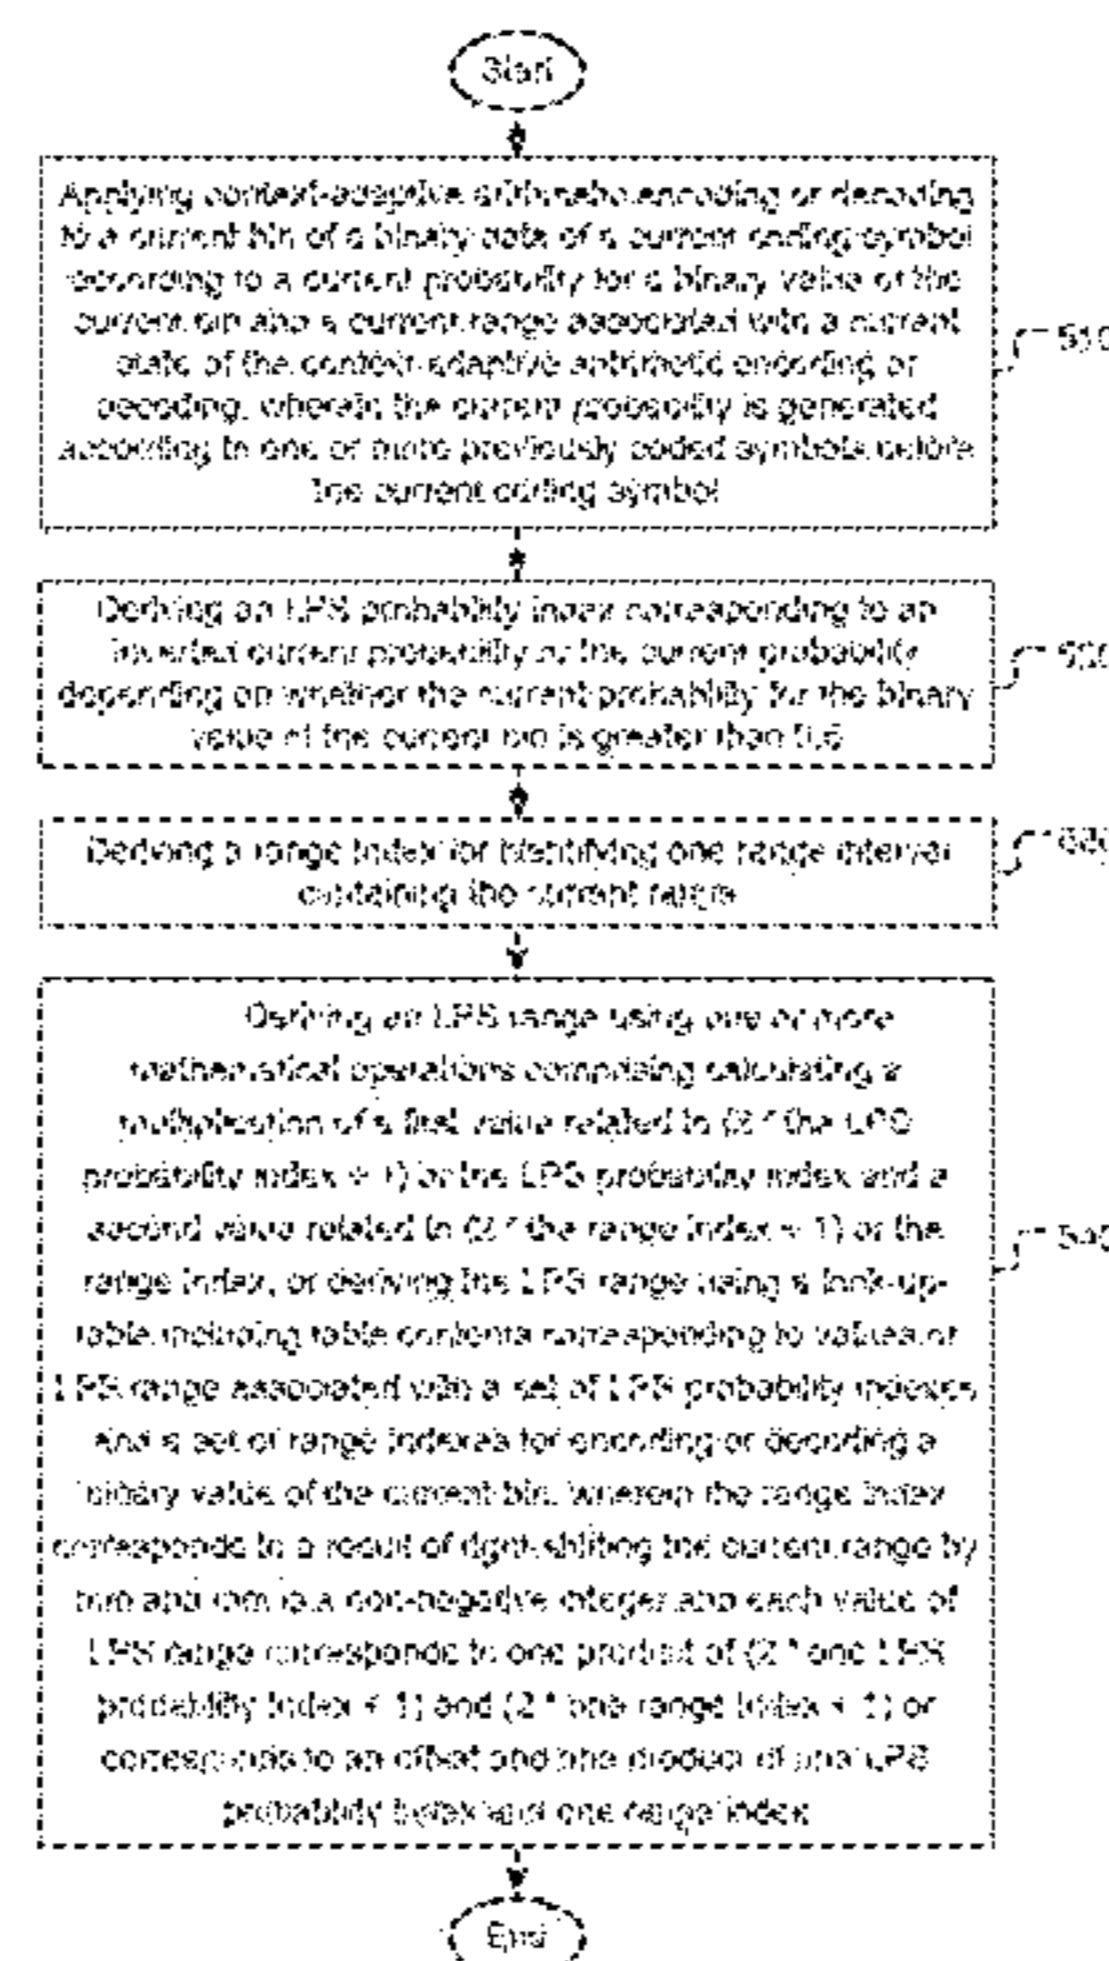 Start
Applying context-adaptive arithmetic encoding or decoding
to a current bin of a binary data of a current coding symbol
according to a current probability for a binary value of the
current bin and a current range associated with a current
state of the context-adaptive arithmetic encoding or
decoding, wherein the current probability is generated
according to one or more previously coded symbols before
the current coding symbol
510
Deriving an LPS probability index corresponding to an
inverted current probability or the current probability
depending on whether the current probability for the binary
value of the current bin is greater than 0.5
Deriving a range index for identifying one range interval
containing the current range
Deriving an LPS range using one or more
mathematical operations comprising calculating a
multiplication of a first value related to (2 * the LPS
probability index + 1) or the LPS probability index and a
second value related to (2 * the range index + 1) or the
range index, or deriving the LPS range using a look-up-
table including table contents corresponding to values of
LPS range associated with a set of LPS probability indexes
and a set of range indexes for encoding or decoding a
binary value of the current bin, wherein the range index
corresponds to a result of right-shifting the current range by
mm and mm is a non-negative integer and each value of
LPS range corresponds to one product of (2 * one LPS
probability index + 1) and (2 * one range index + 1) or
corresponds to an offset and one product of one LPS
probability index and one range index
540
End